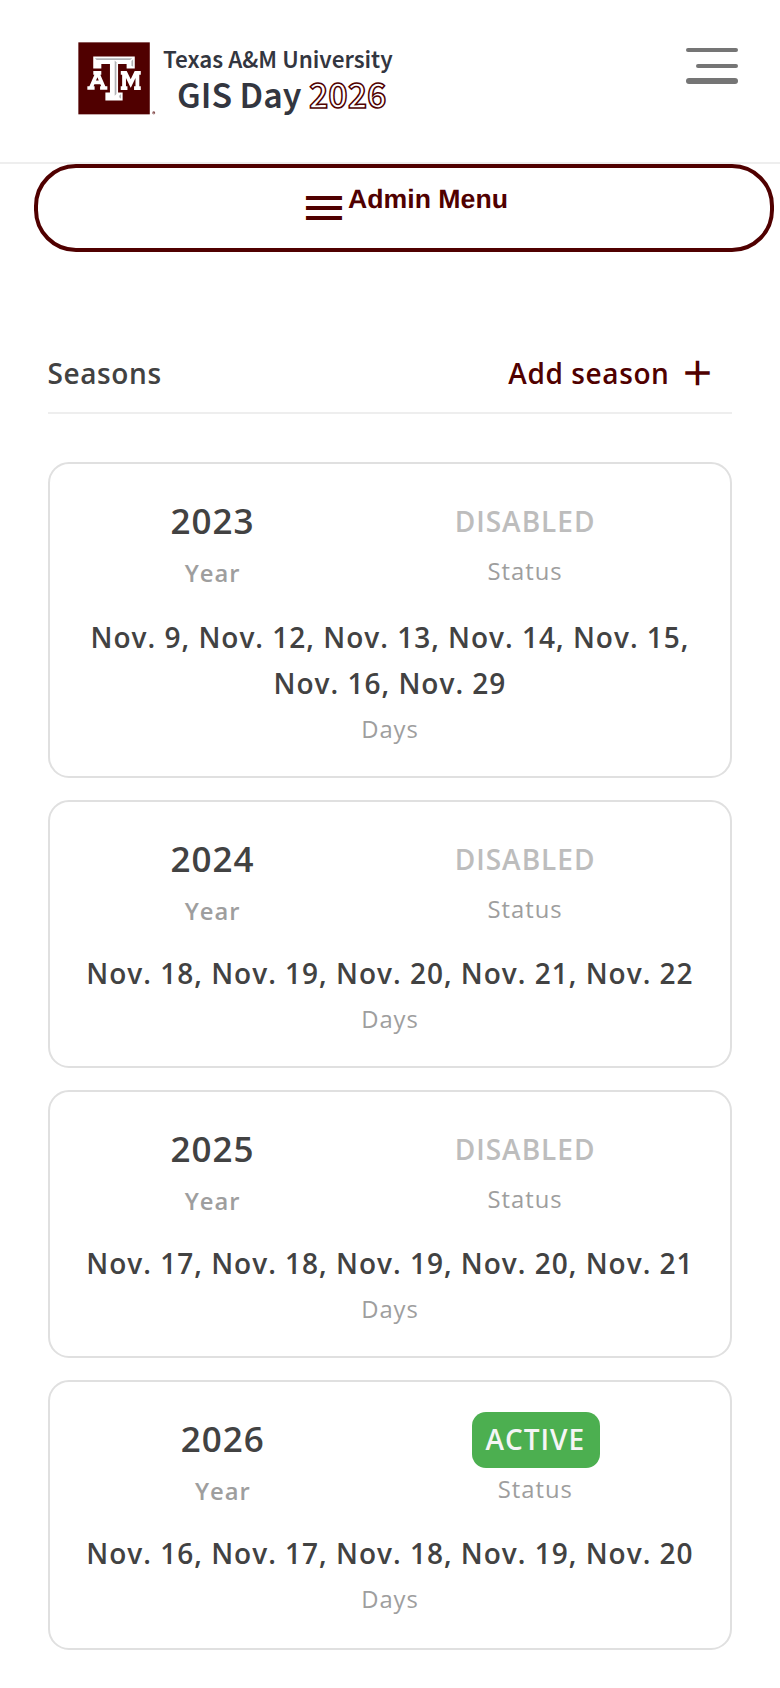 Texas A&M University
GIS Day 2026
Admin Menu
Seasons
Add season +
2023
DISABLED
Year
Status
Nov. 9, Nov. 12, Nov. 13, Nov. 14, Nov. 15,
Nov. 16, Nov. 29
Days
2024
DISABLED
Year
Status
Nov. 18, Nov. 19, Nov. 20, Nov. 21, Nov. 22
Days
2025
DISABLED
Year
Status
Nov. 17, Nov. 18, Nov. 19, Nov. 20, Nov. 21
Days
2026
ACTIVE
Year
Status
Nov. 16, Nov. 17, Nov. 18, Nov. 19, Nov. 20
Days